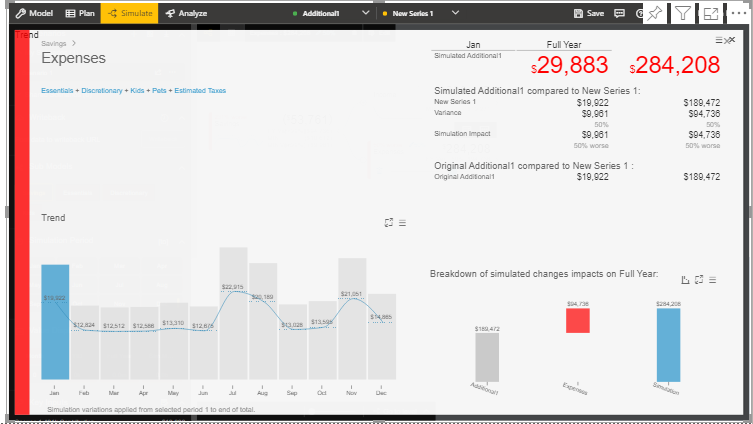 Model Plan Simulate Analyze Additional1 New Series 1 Save
Trend
Savings >
Expenses
Essentials + Discretionary + Kids + Pets + Estimated Taxes
Jan Full Year
Simulated Additional1
$29,883 $284,208
Simulated Additional1 compared to New Series 1:
New Series 1 $19,922 $189,472
Variance $9,961 $94,736
50% 50%
Simulation Impact $9,961 $94,736
50% worse 50% worse
Original Additional1 compared to New Series 1 :
Original Additional1 $19,922 $189,472
Trend
$19,922 $12,824 $12,512 $12,566 $13,310 $12,675 $22,915 $20,189 $13,028 $13,595 $21,051 $14,865
Jan Feb Mar Apr May Jun Jul Aug Sep Oct Nov Dec
Simulation variations applied from selected period 1 to end of total.
Breakdown of simulated changes impacts on Full Year:
$189,472 $94,736 $284,208
Additional1 Expenses Simulation